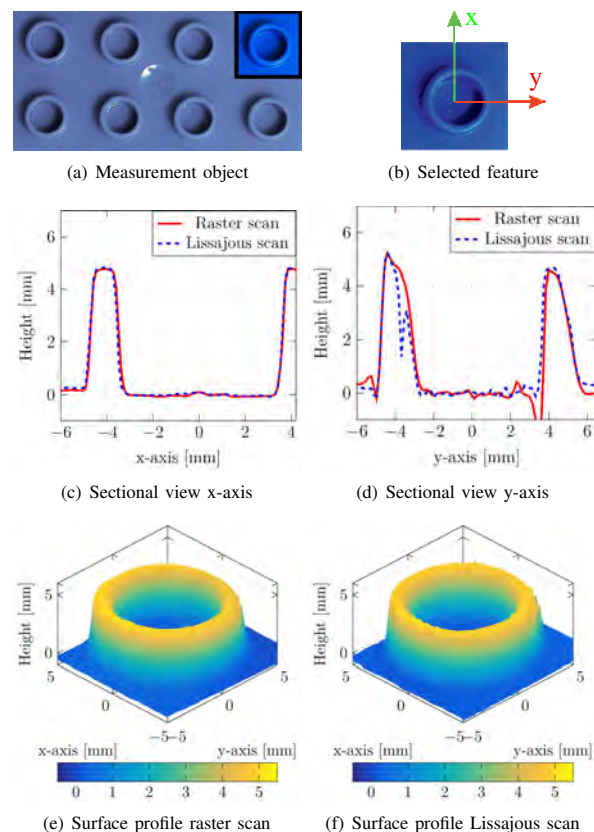 x
y
(a) Measurement object
(b) Selected feature
Raster scan
Lissajous scan
Height [mm]
6
4
2
0
−6 −4 −2 0 2 4
x-axis [mm]
(c) Sectional view x-axis
Raster scan
Lissajous scan
Height [mm]
6
4
2
0
−6 −4 −2 0 2 4 6
y-axis [mm]
(d) Sectional view y-axis
Height [mm]
5
0
5
0
−5
−5
0
5
x-axis [mm]
y-axis [mm]
0 1 2 3 4 5
(e) Surface profile raster scan
Height [mm]
5
0
5
0
−5
−5
0
5
x-axis [mm]
y-axis [mm]
0 1 2 3 4 5
(f) Surface profile Lissajous scan